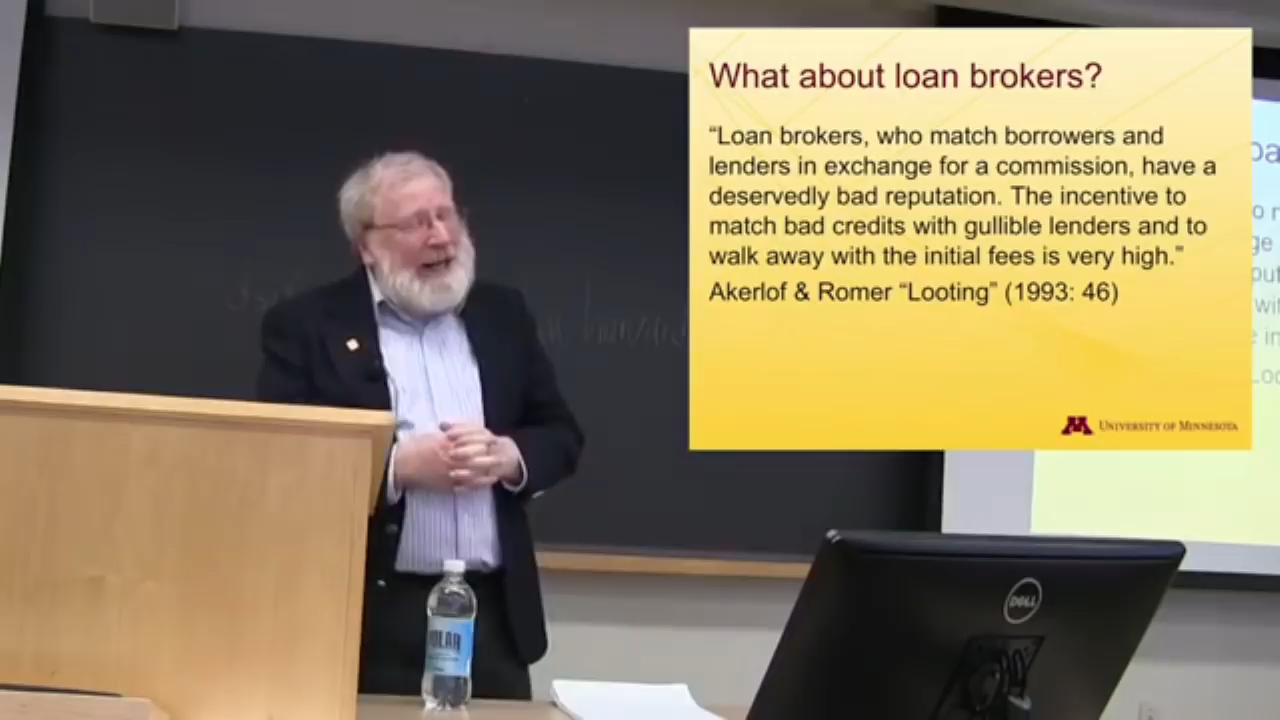 What about loan brokers?
“Loan brokers, who match borrowers and
lenders in exchange for a commission, have a
deservedly bad reputation. The incentive to
match bad credits with gullible lenders and to
walk away with the initial fees is very high.”
Akerlof & Romer “Looting” (1993: 46)
M UNIVERSITY OF MINNESOTA
DELL